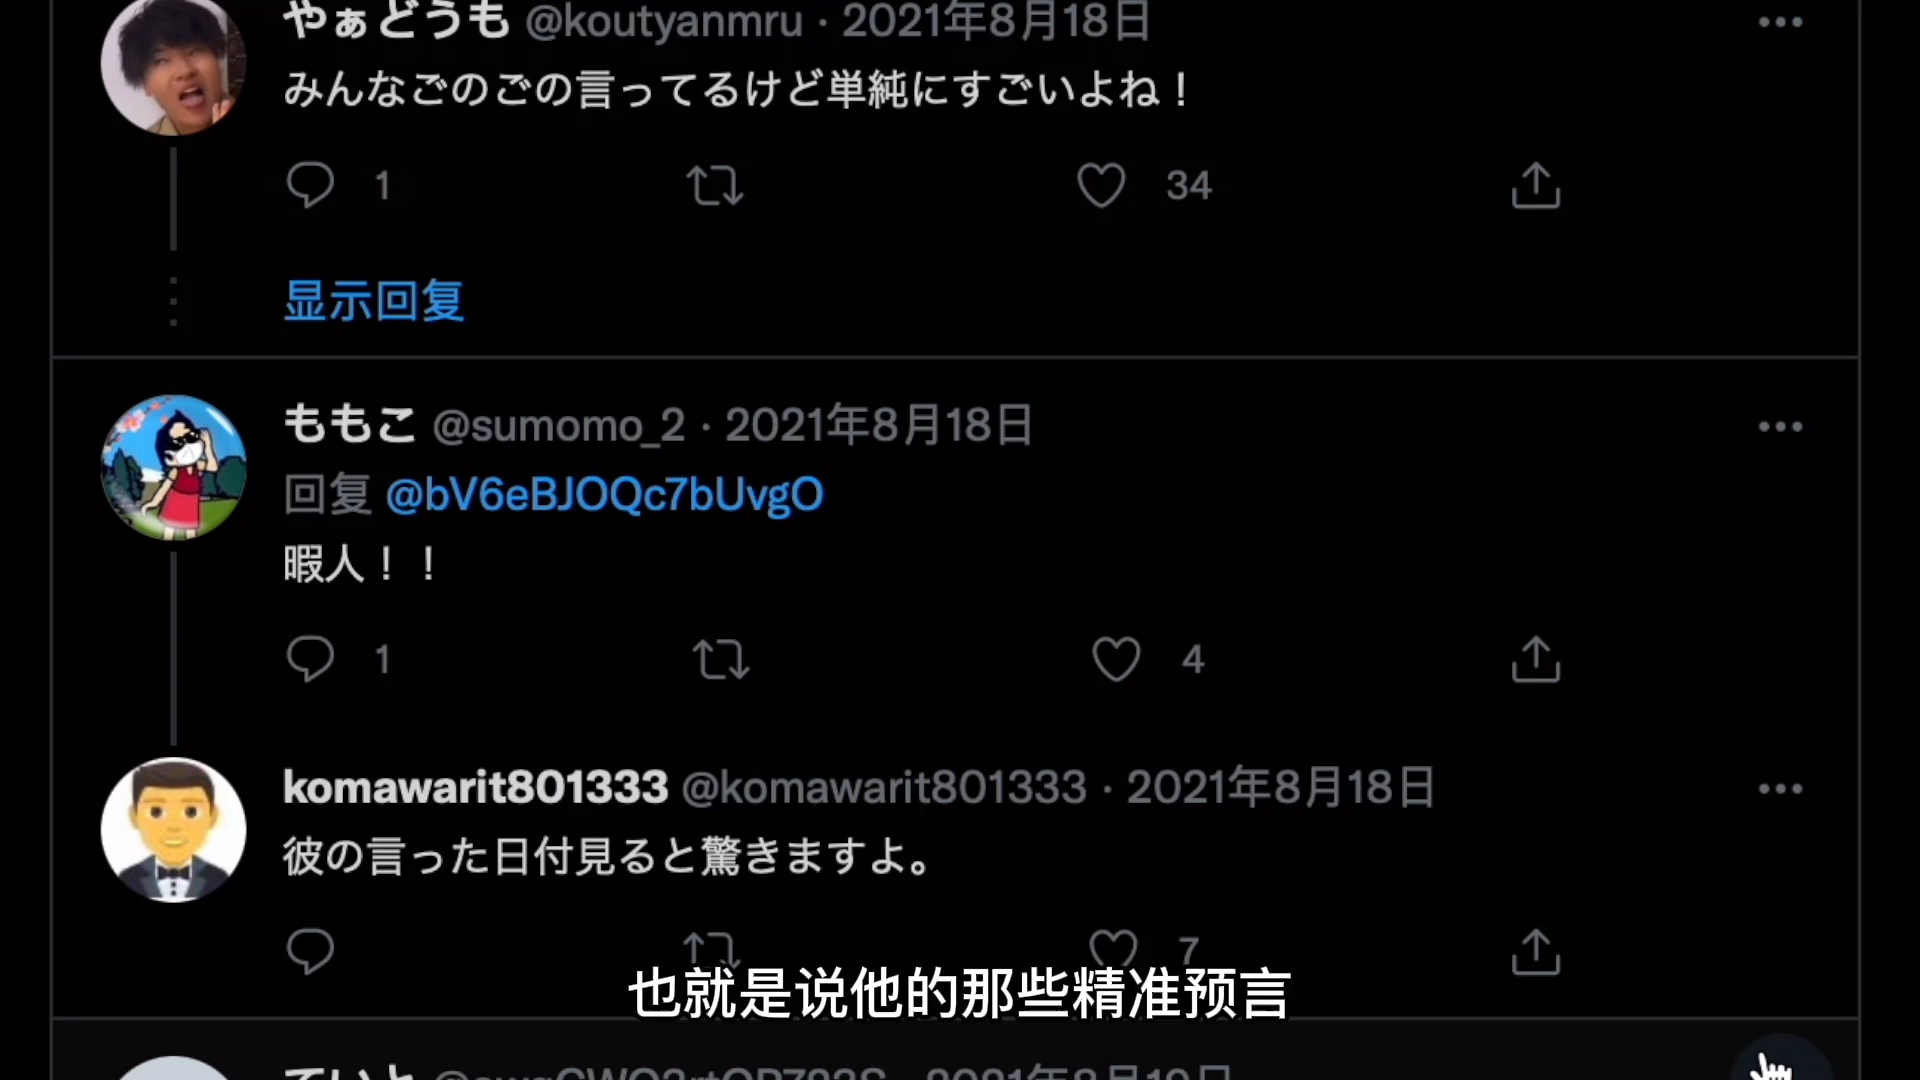 やぁどうも @koutyanmru · 2021年8月18日
みんなごのごの言ってるけど単純にすごいよね！
1 34
显示回复
ももこ @sumomo_2 · 2021年8月18日
回复 @bV6eBJOQc7bUvgO
暇人！！
1 4
komawarit801333 @komawarit801333 · 2021年8月18日
彼の言った日付見ると驚きますよ。
7
也就是说他的那些精准预言
ていと